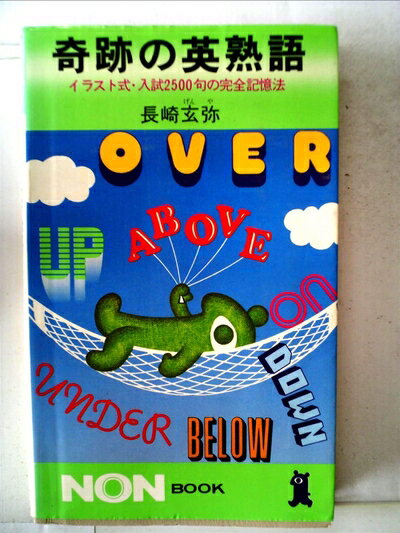 奇跡の英熟語
イラスト式・入試2500句の完全記憶法
げん や
長崎玄弥
OVER
ABOVE
UP
ON
DOWN
UNDER
BELOW
NON BOOK